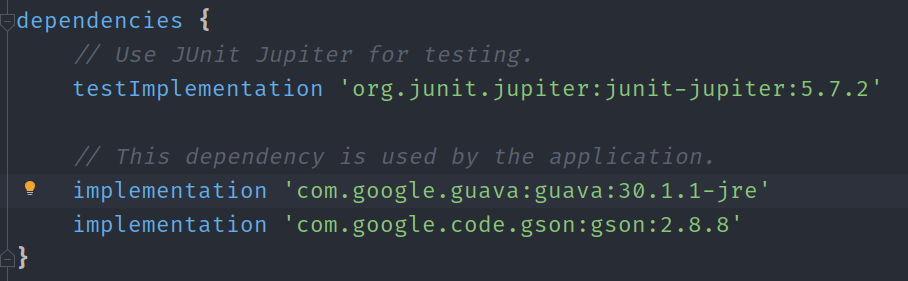 dependencies {
    // Use JUnit Jupiter for testing.
    testImplementation 'org.junit.jupiter:junit-jupiter:5.7.2'

    // This dependency is used by the application.
    implementation 'com.google.guava:guava:30.1.1-jre'
    implementation 'com.google.code.gson:gson:2.8.8'
}